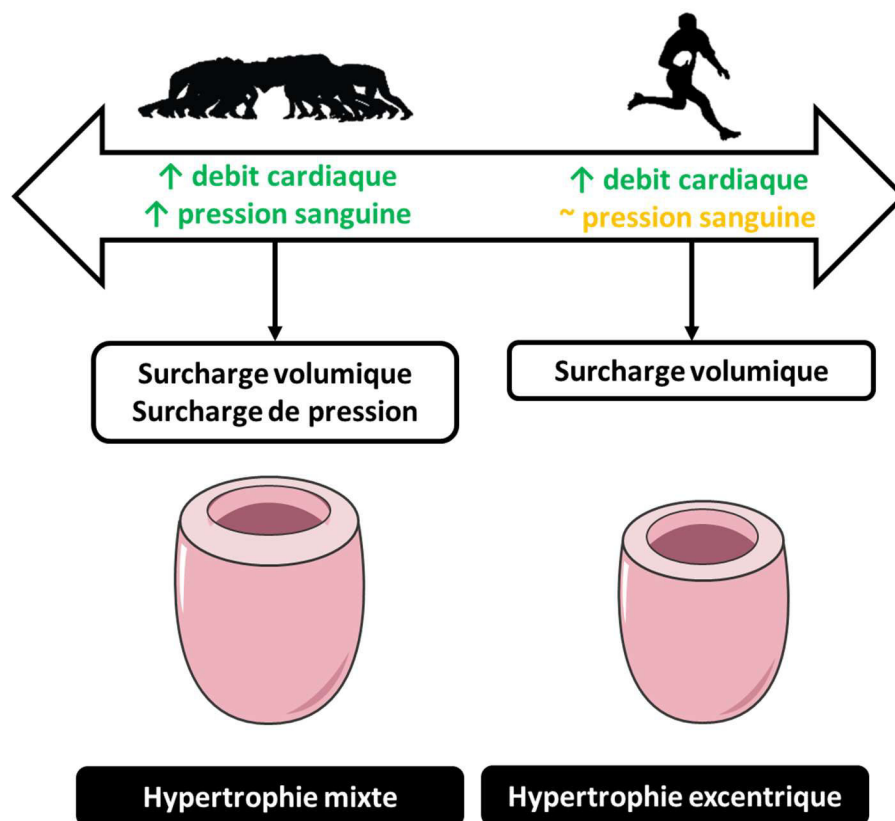 ↑ debit cardiaque
↑ pression sanguine
↑ debit cardiaque
~ pression sanguine
Surcharge volumique
Surcharge de pression
Surcharge volumique
Hypertrophie mixte
Hypertrophie excentrique